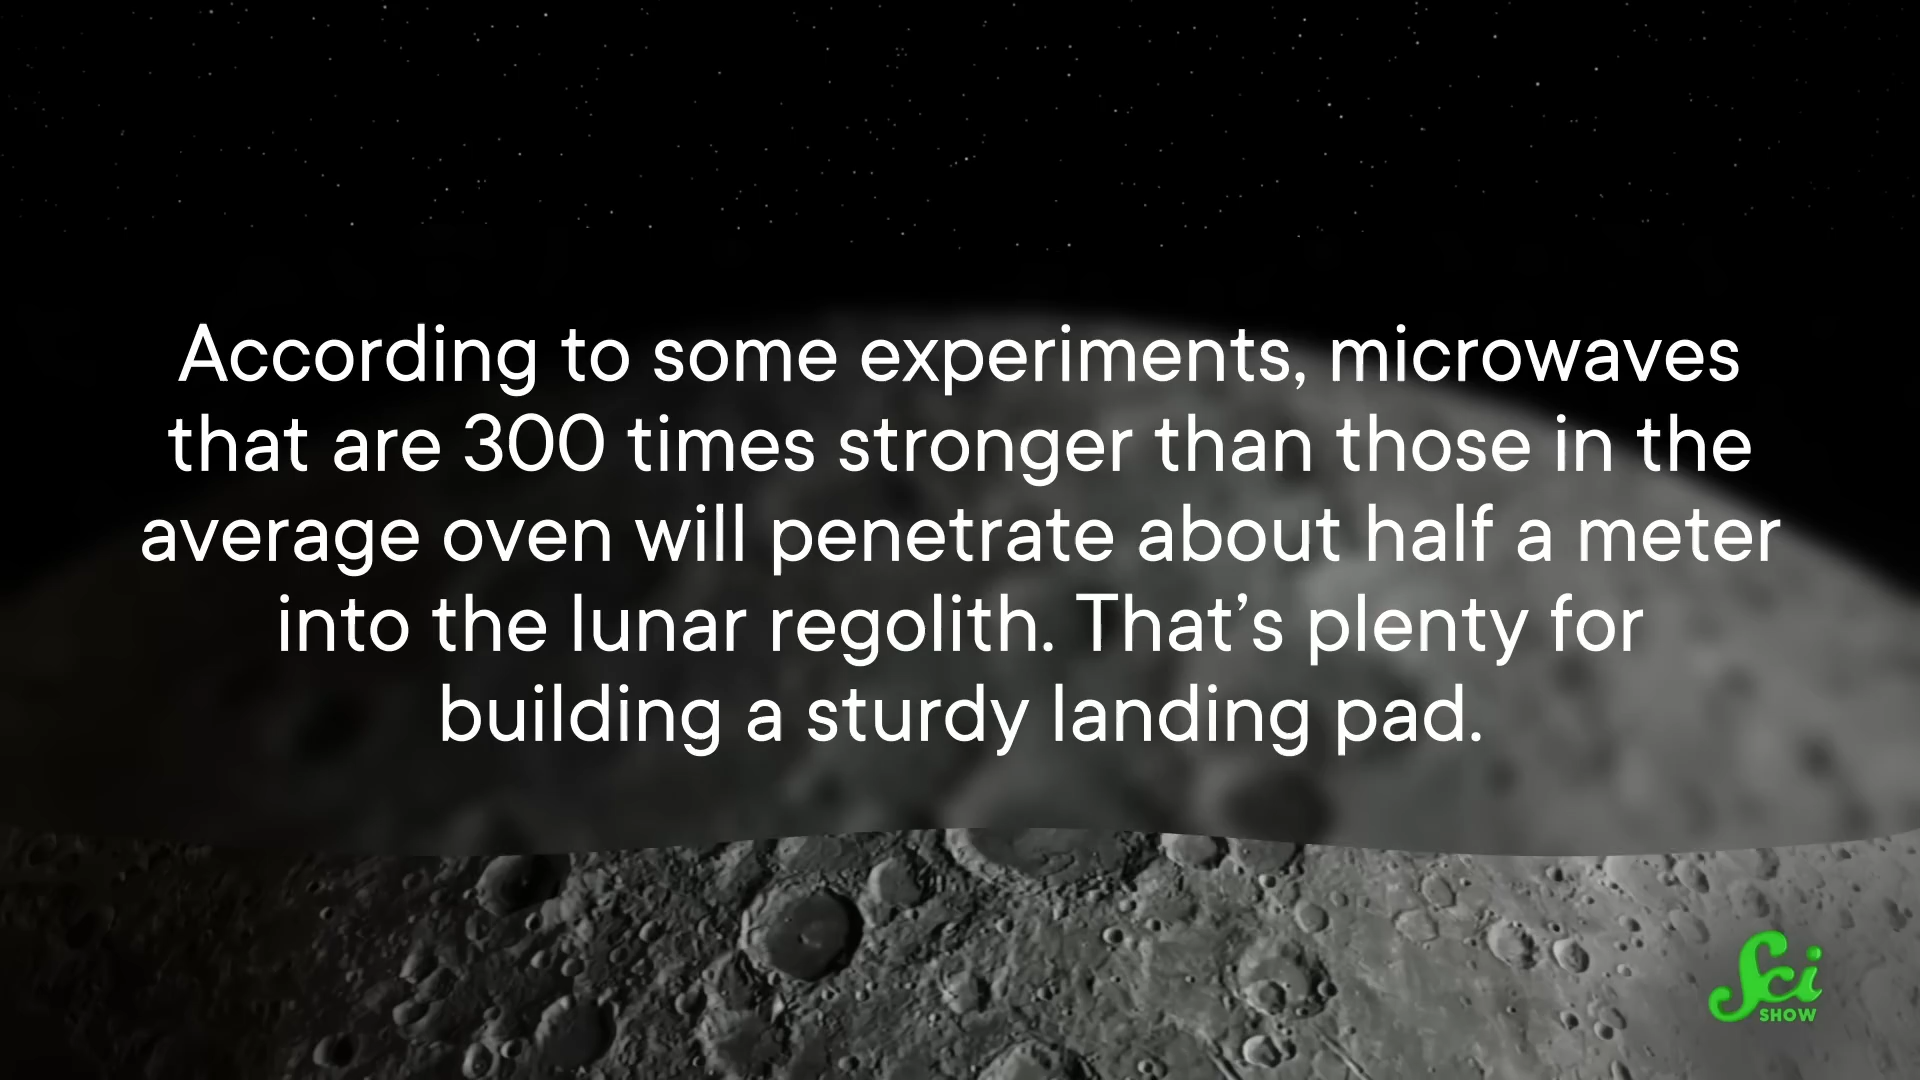 According to some experiments, microwaves
that are 300 times stronger than those in the
average oven will penetrate about half a meter
into the lunar regolith. That’s plenty for
building a sturdy landing pad.
Sci
SHOW